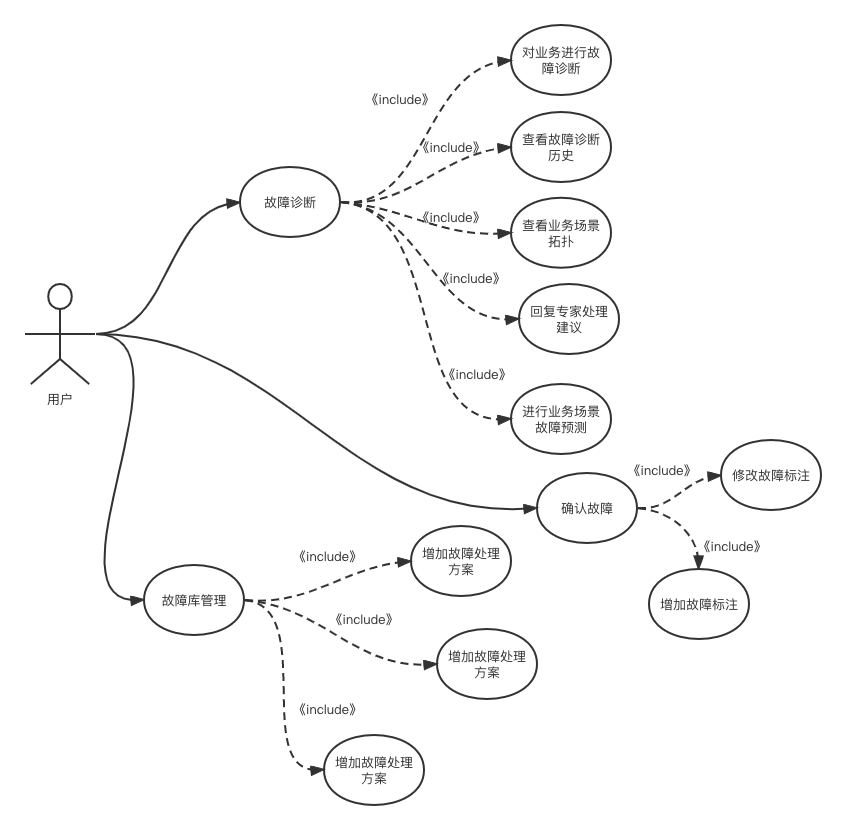 对业务进行故
障诊断
《include》
查看故障诊断
历史
《include》
故障诊断
查看业务场景
拓扑
《include》
回复专家处理
建议
《include》
用户
进行业务场景
故障预测
《include》
确认故障
《include》
修改故障标注
《include》
增加故障标注
故障库管理
《include》
增加故障处理
方案
《include》
增加故障处理
方案
《include》
增加故障处理
方案